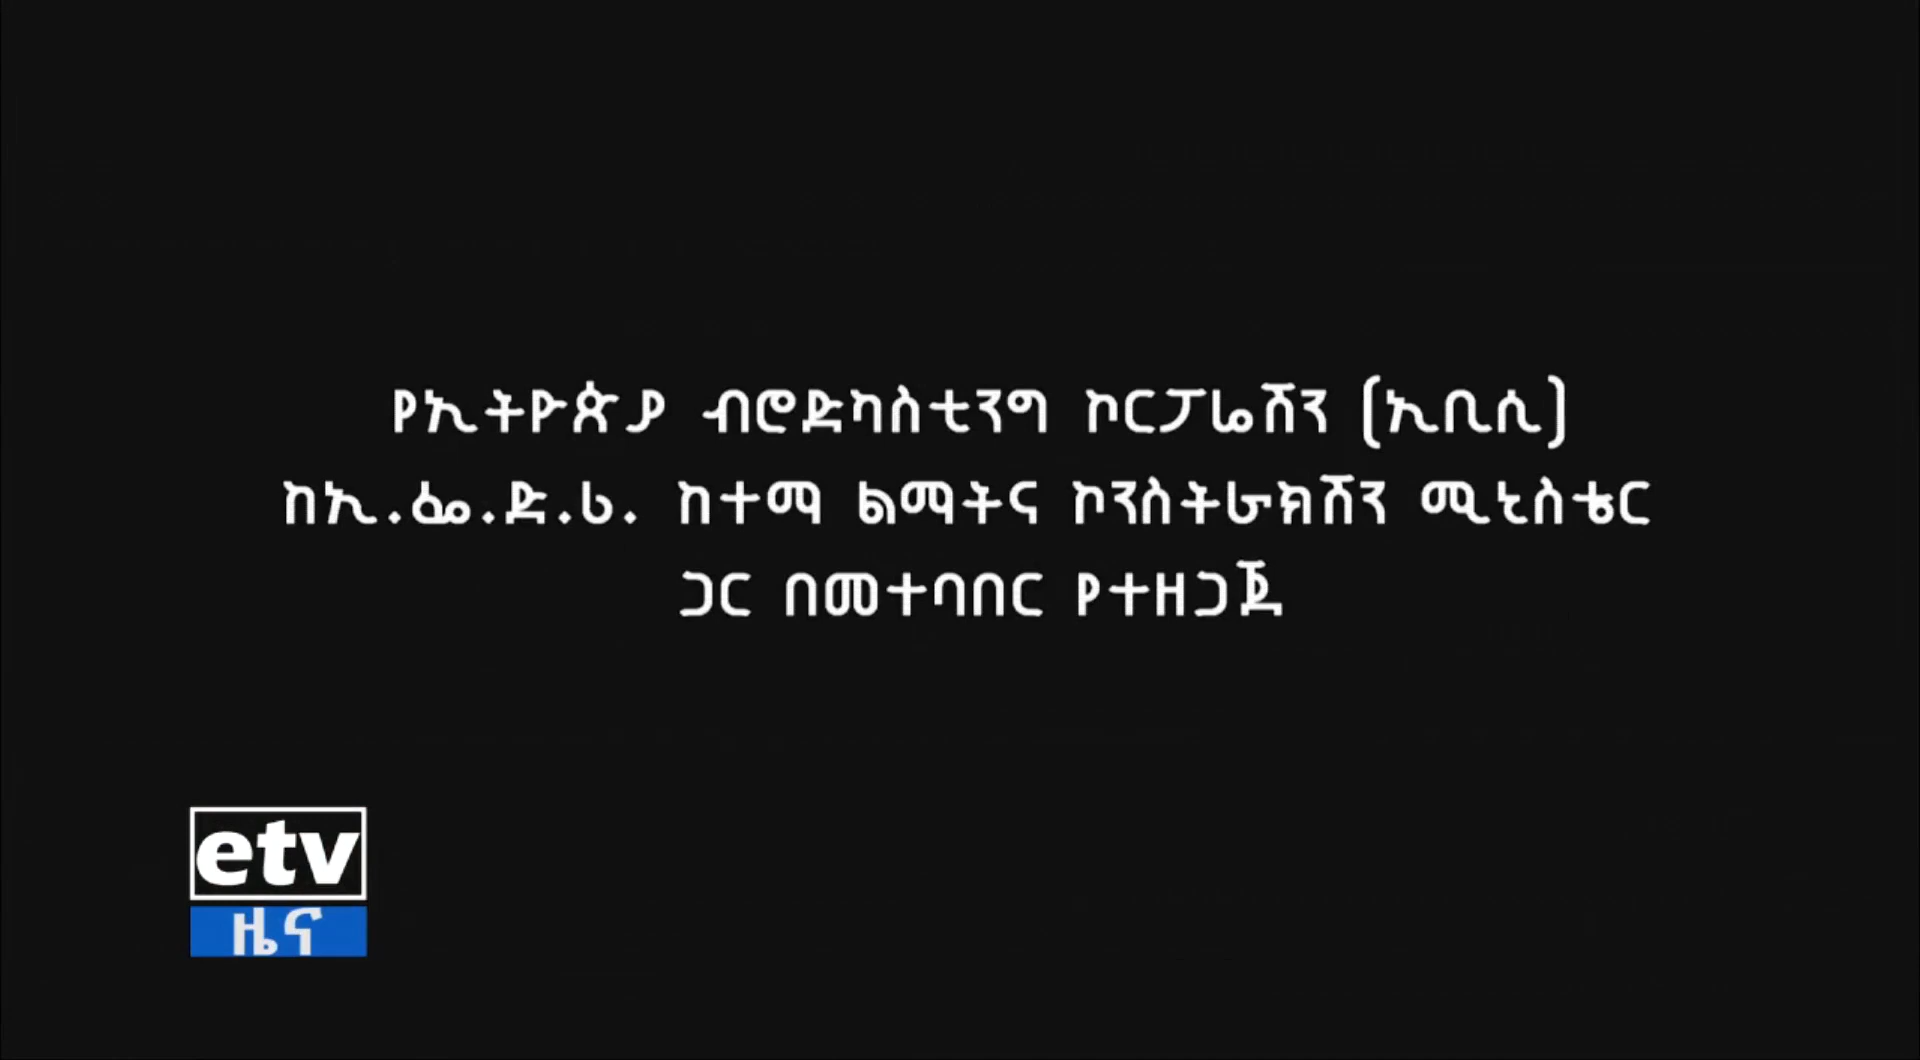 የኢትዮጵያ ብሮድካስቲንግ ኮርፖሬሽን (ኢቢሲ)
ከኢ.ፌ.ዴ.ሪ. ከተማ ልማትና ኮንስትራክሽን ሚኒስቴር
ጋር በመተባበር የተዘጋጀ
etv
ዜና